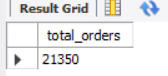 Result Grid
total_orders
21350